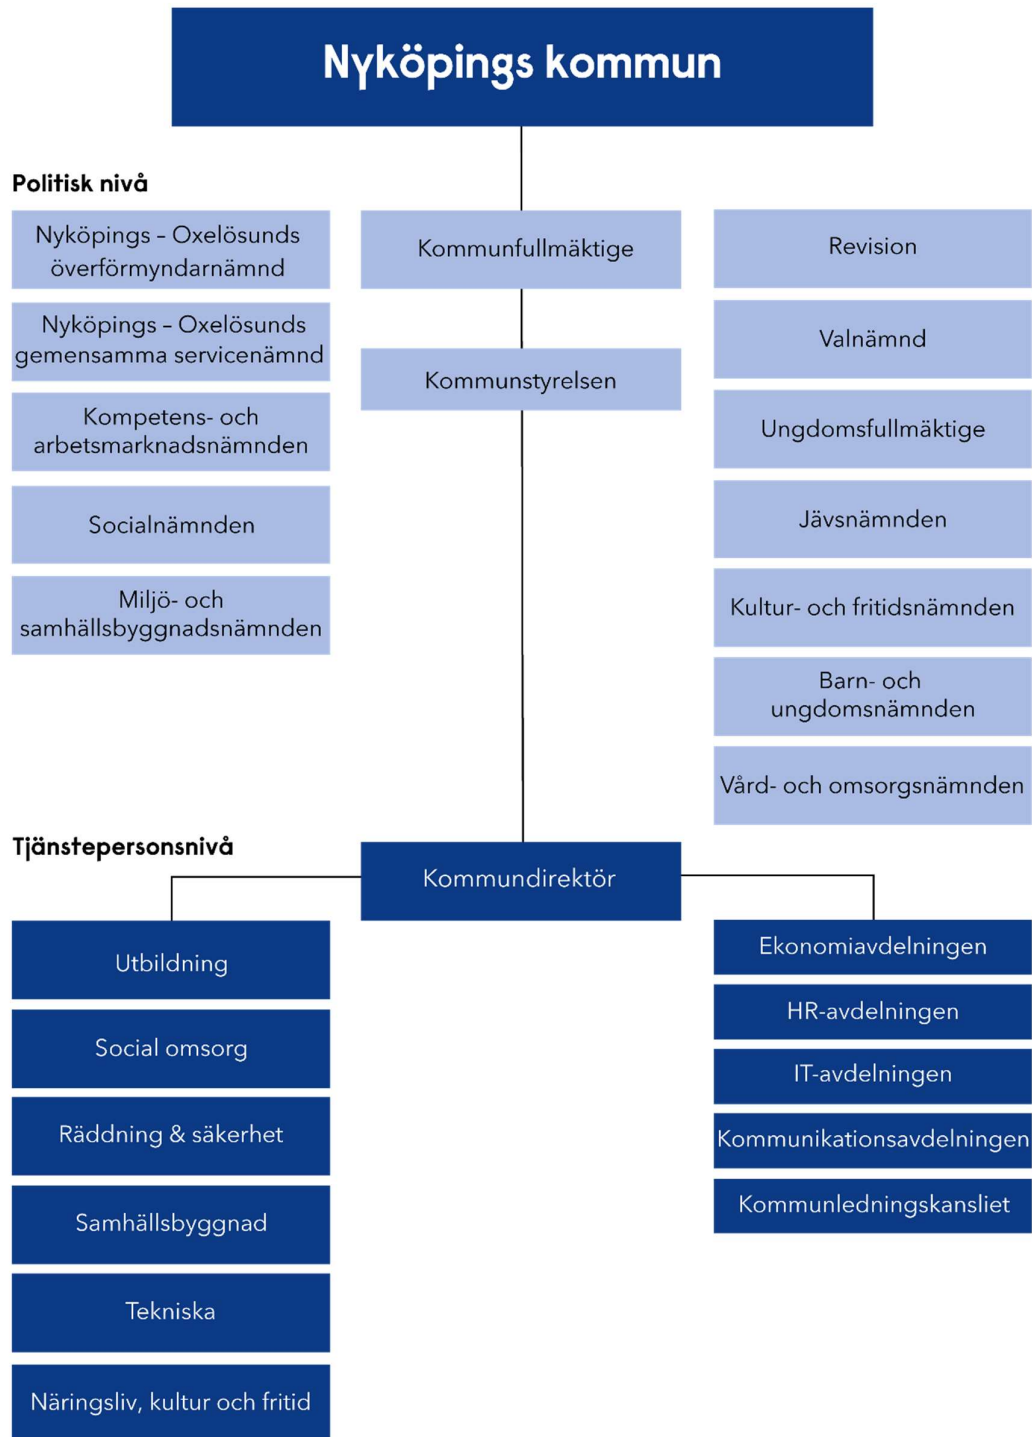 Nyköpings kommun
Politisk nivå
Nyköpings – Oxelösunds
överförmyndarnämnd
Nyköpings – Oxelösunds
gemensamma servicenämnd
Kompetens- och
arbetsmarknadsnämnden
Socialnämnden
Miljö- och
samhällsbyggnadsnämnden
Kommunfullmäktige
Kommunstyrelsen
Revision
Valnämnd
Ungdomsfullmäktige
Jävsnämnden
Kultur- och fritidsnämnden
Barn- och
ungdomsnämnden
Vård- och omsorgsnämnden
Tjänstepersonsnivå
Kommundirektör
Utbildning
Social omsorg
Räddning & säkerhet
Samhällsbyggnad
Tekniska
Näringsliv, kultur och fritid
Ekonomiavdelningen
HR-avdelningen
IT-avdelningen
Kommunikationsavdelningen
Kommunledningskansliet